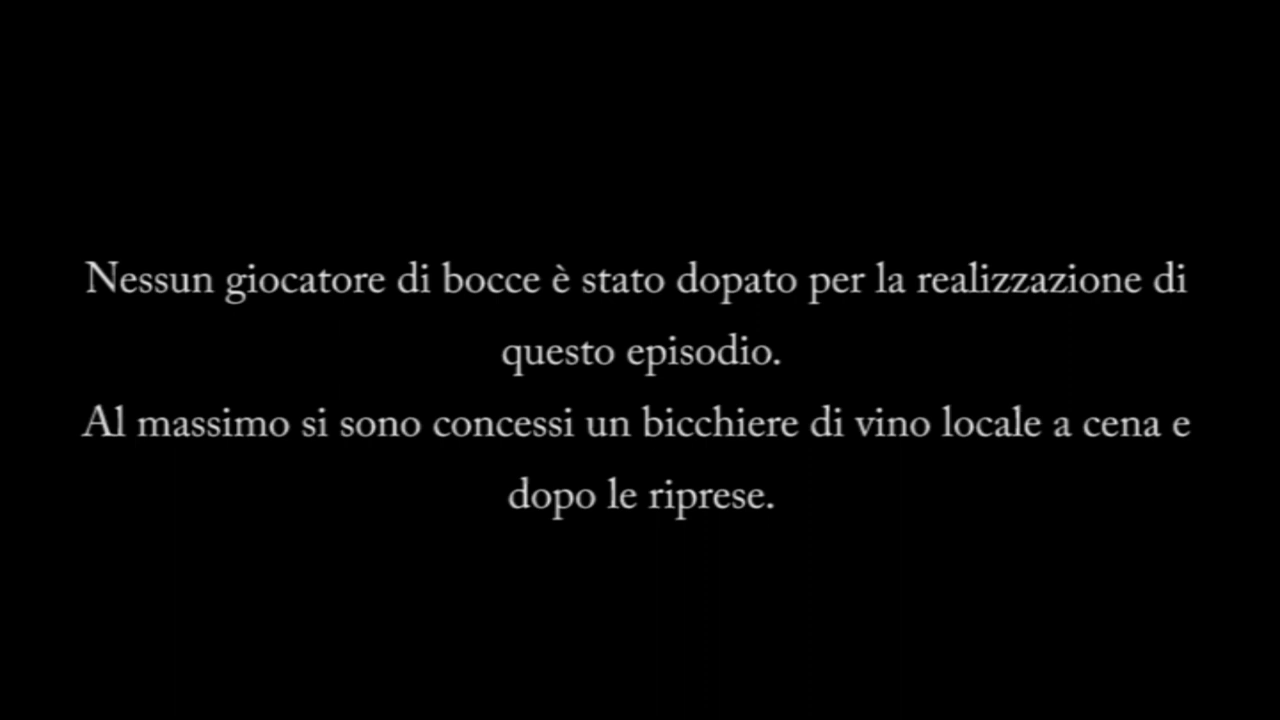 Nessun giocatore di bocce è stato dopato per la realizzazione di
questo episodio.
Al massimo si sono concessi un bicchiere di vino locale a cena e
dopo le riprese.